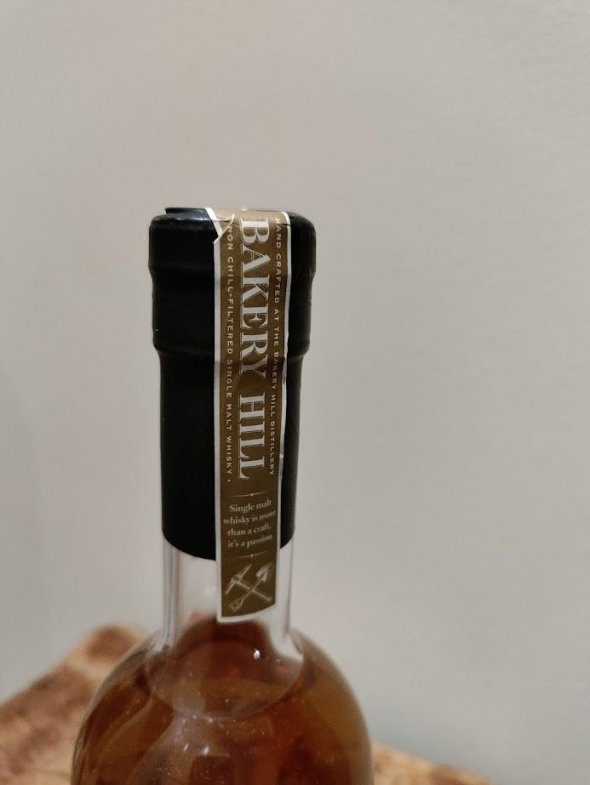 HAND CRAFTED AT THE BAKERY HILL DISTILLERY
BAKERY HILL
NON CHILL-FILTERED SINGLE MALT WHISKY •
Single malt
whisky is more
than a craft,
it's a passion